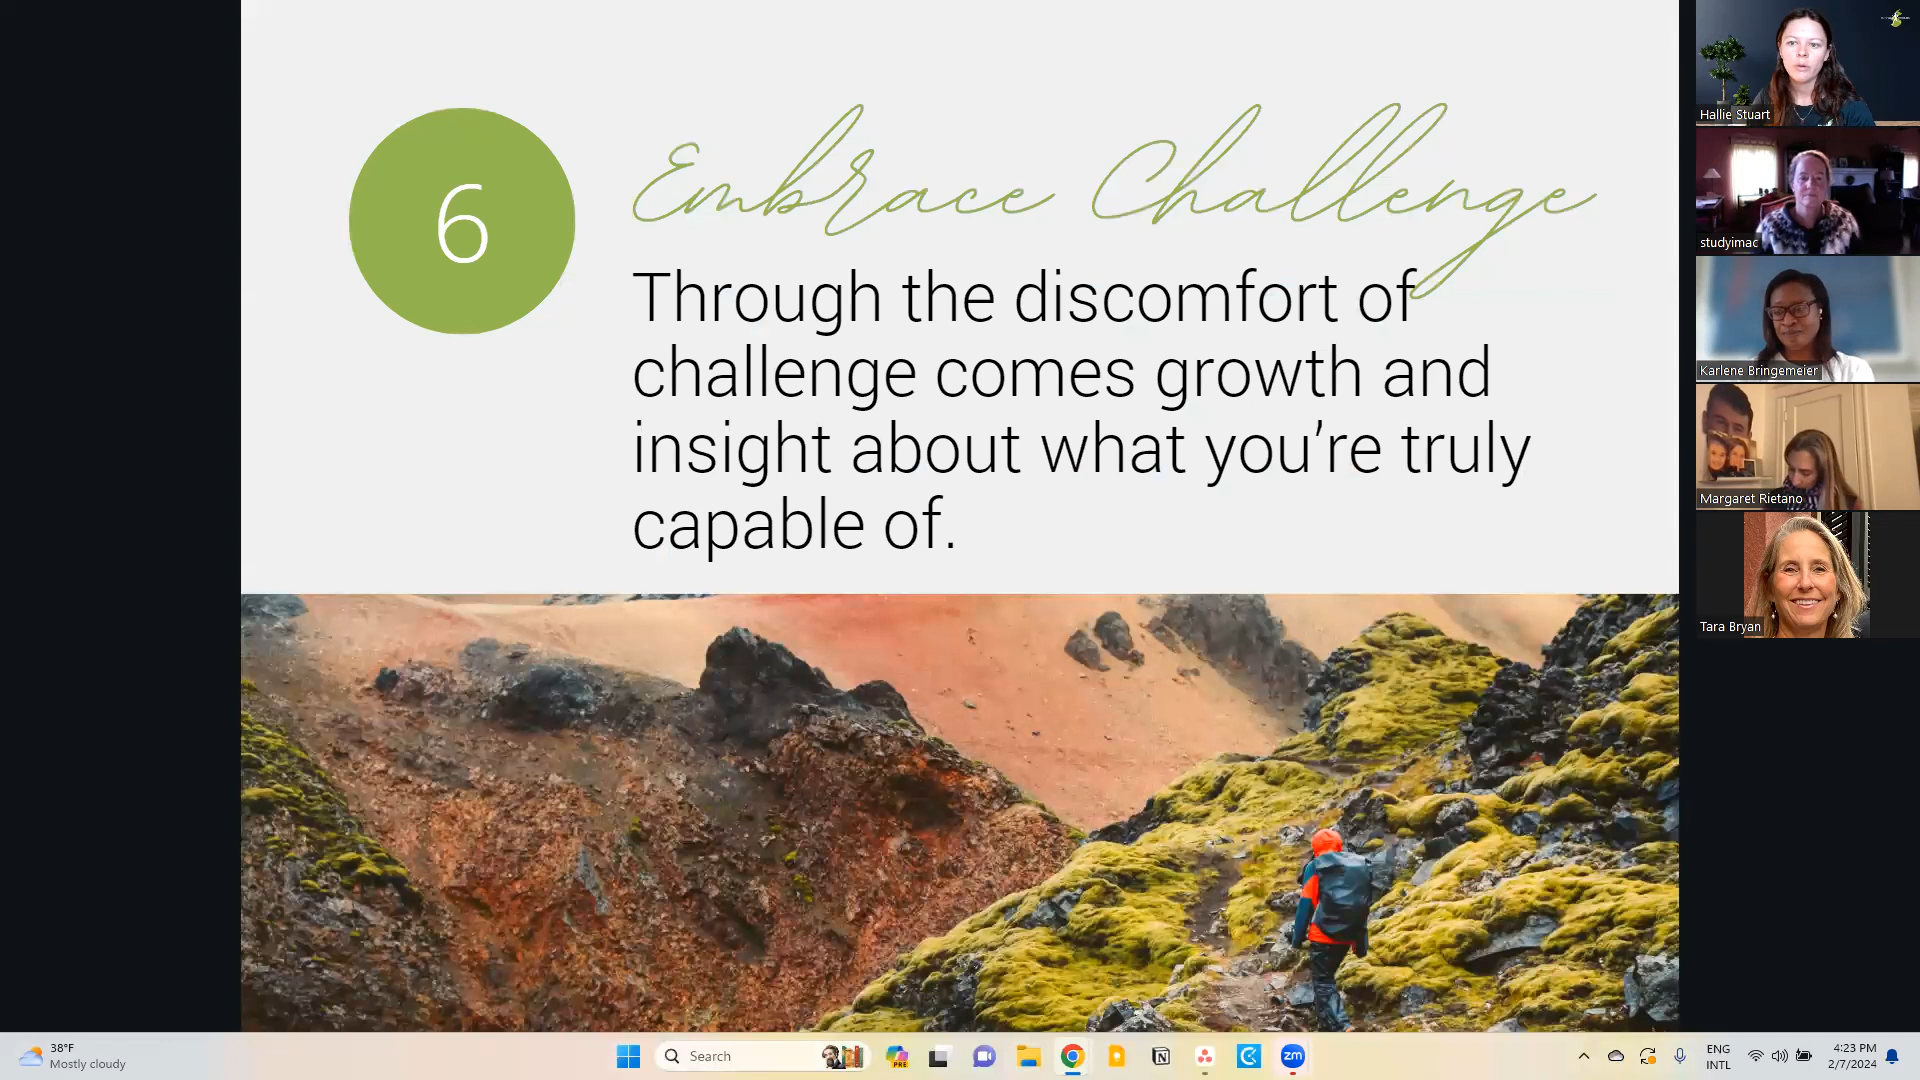 6
Embrace Challenge
Through the discomfort of
challenge comes growth and
insight about what you're truly
capable of.
Hallie Stuart
studyimac
Karlene Bringemeier
Margaret Rietano
Tara Bryan
38°F
Mostly cloudy
Search
PRE
zm
ENG
INTL
4:23 PM
2/7/2024